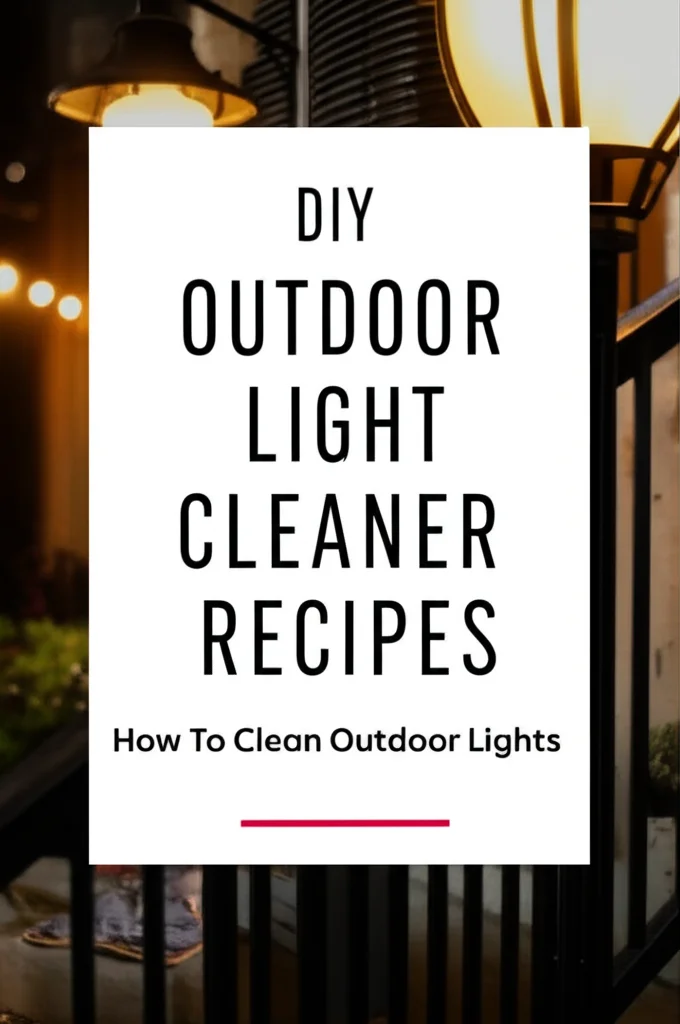 DIY
OUTDOOR
LIGHT
CLEANER
RECIPES
How To Clean Outdoor Lights